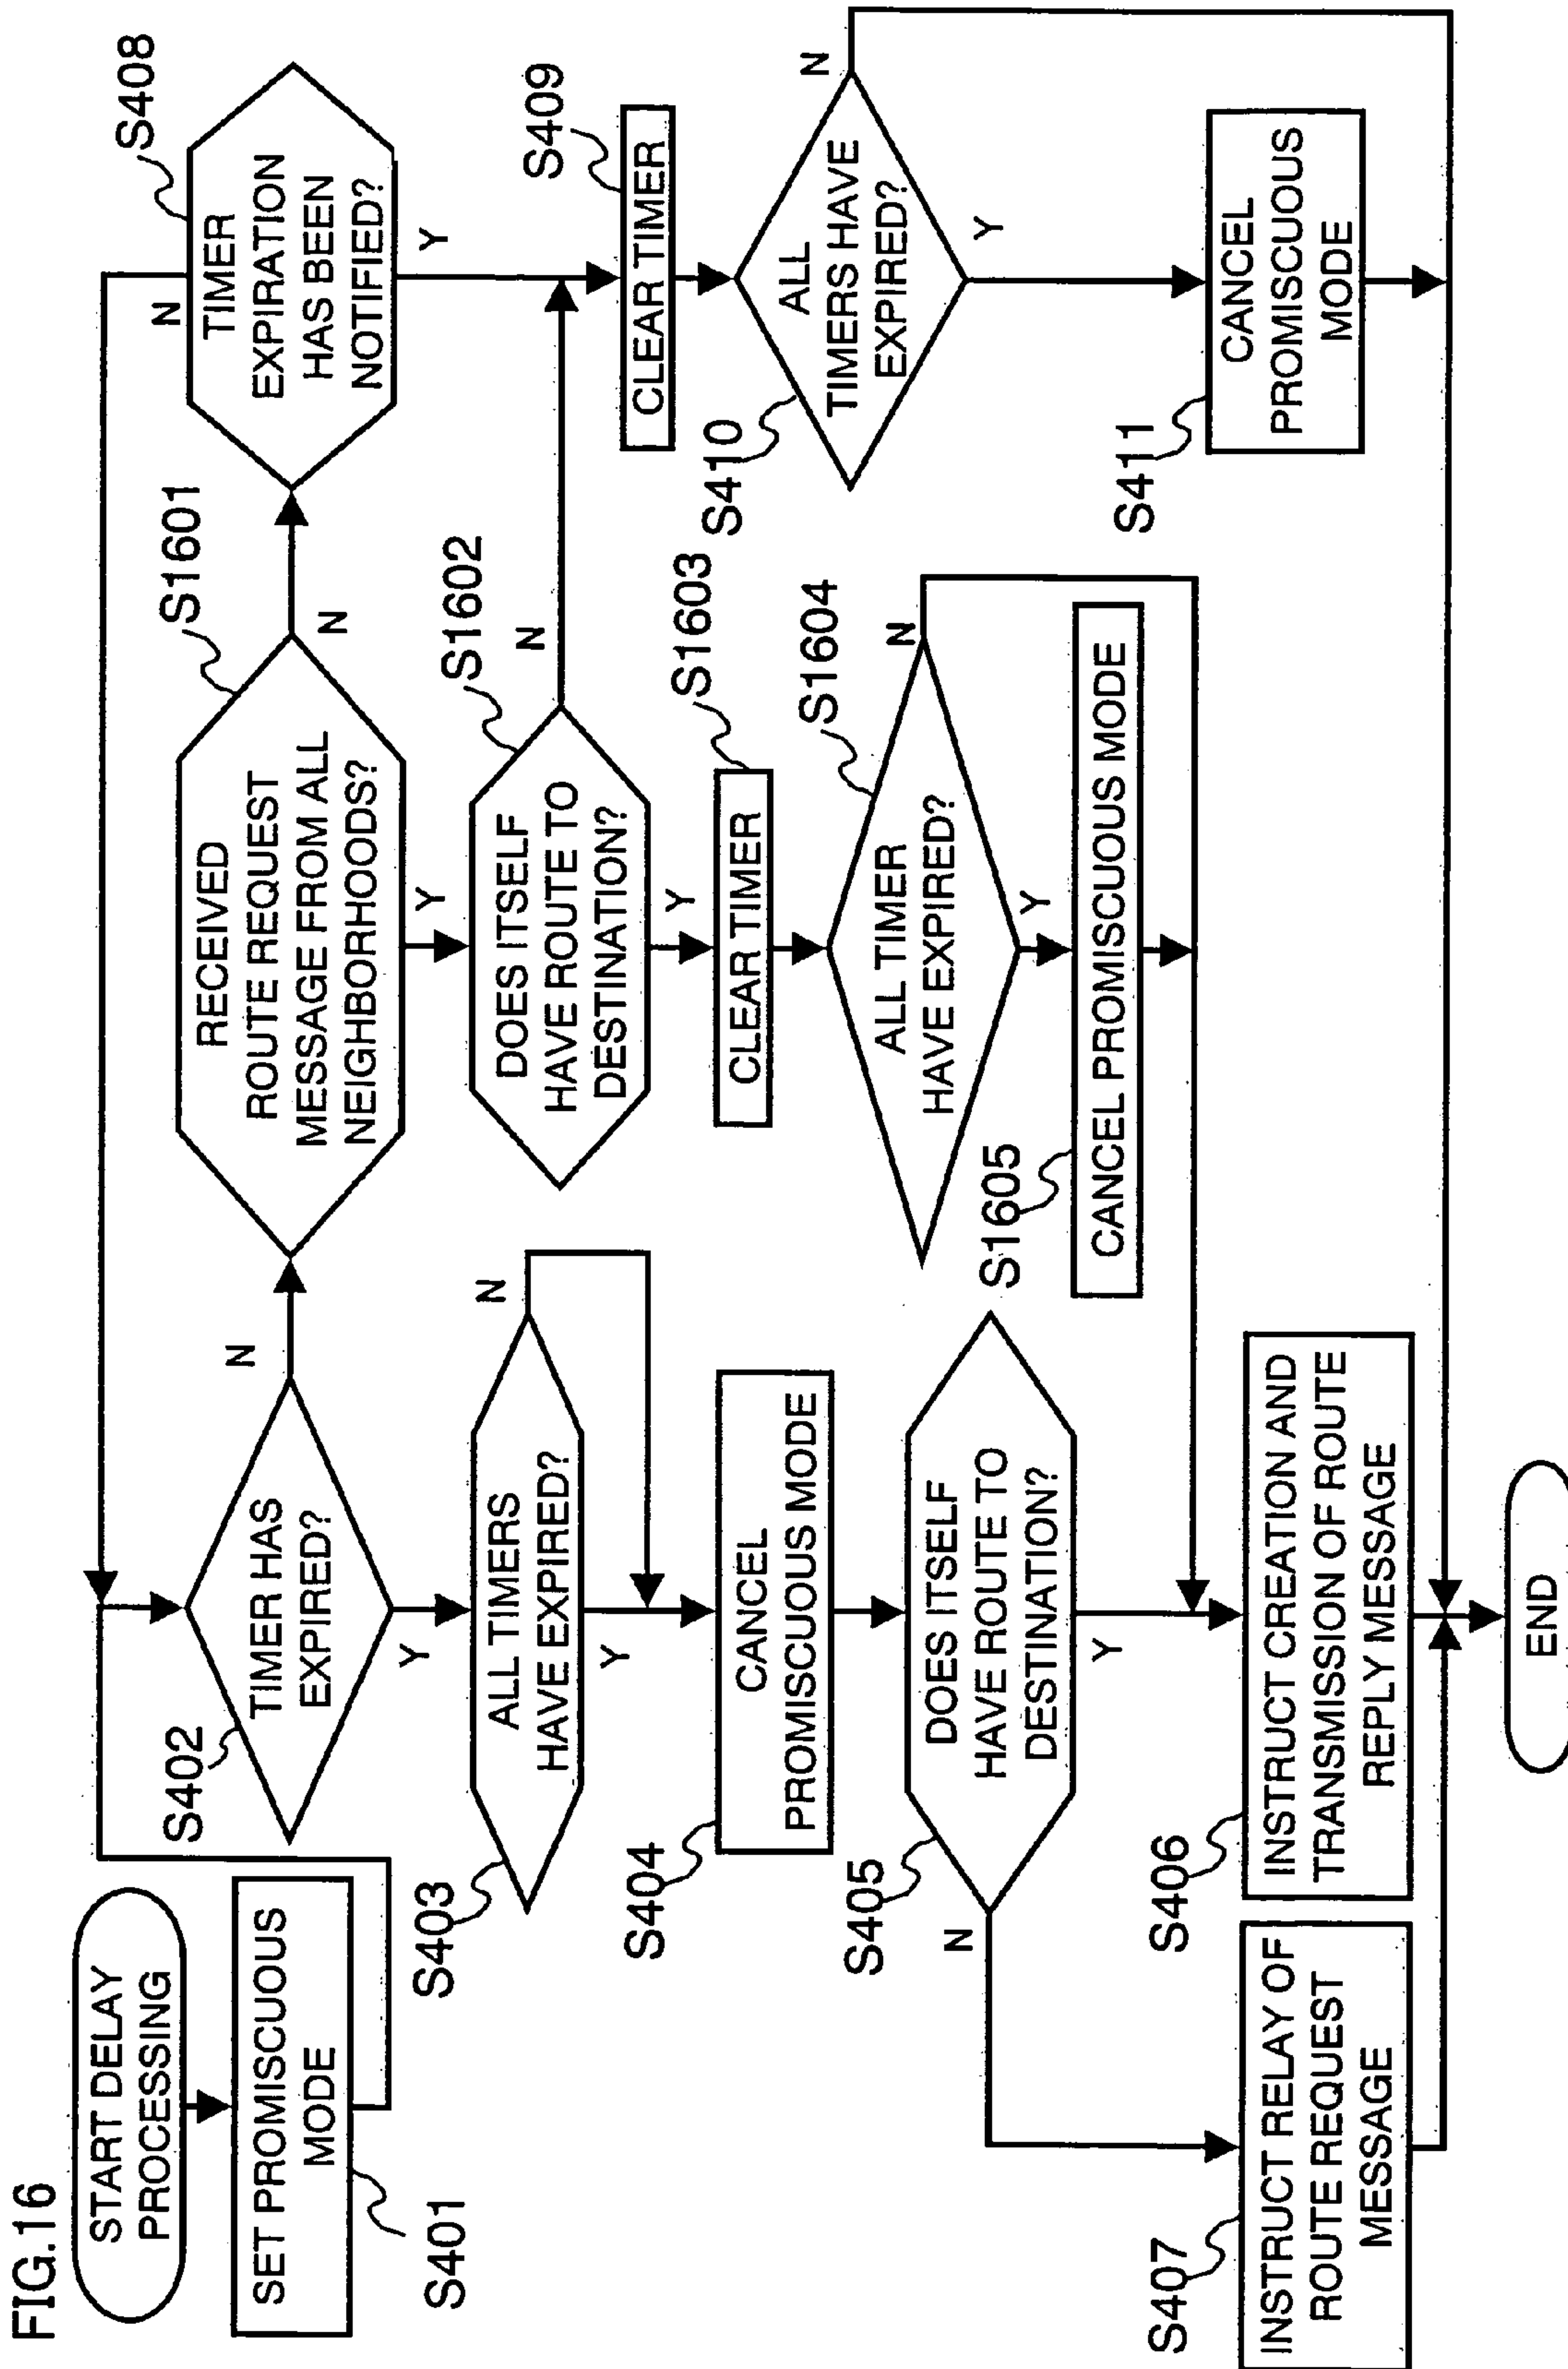 FIG.16
START DELAY
PROCESSING
SET PROMISCUOUS
MODE
S401
TIMER HAS
EXPIRED?
S402
N
Y
ALL TIMERS
HAVE EXPIRED?
S403
N
Y
CANCEL
PROMISCUOUS MODE
S404
DOES ITSELF
HAVE ROUTE TO
DESTINATION?
S405
N
Y
INSTRUCT RELAY OF
ROUTE REQUEST
MESSAGE
S407
INSTRUCT CREATION AND
TRANSMISSION OF ROUTE
REPLY MESSAGE
S406
END
RECEIVED
ROUTE REQUEST
MESSAGE FROM ALL
NEIGHBORHOODS?
S1601
N
Y
DOES ITSELF
HAVE ROUTE TO
DESTINATION?
S1602
N
Y
CLEAR TIMER
S1603
ALL TIMER
HAVE EXPIRED?
S1604
N
Y
CANCEL PROMISCUOUS MODE
S1605
TIMER
EXPIRATION
HAS BEEN
NOTIFIED?
S408
N
Y
CLEAR TIMER
S409
ALL
TIMERS HAVE
EXPIRED?
S410
N
Y
CANCEL
PROMISCUOUS
MODE
S411